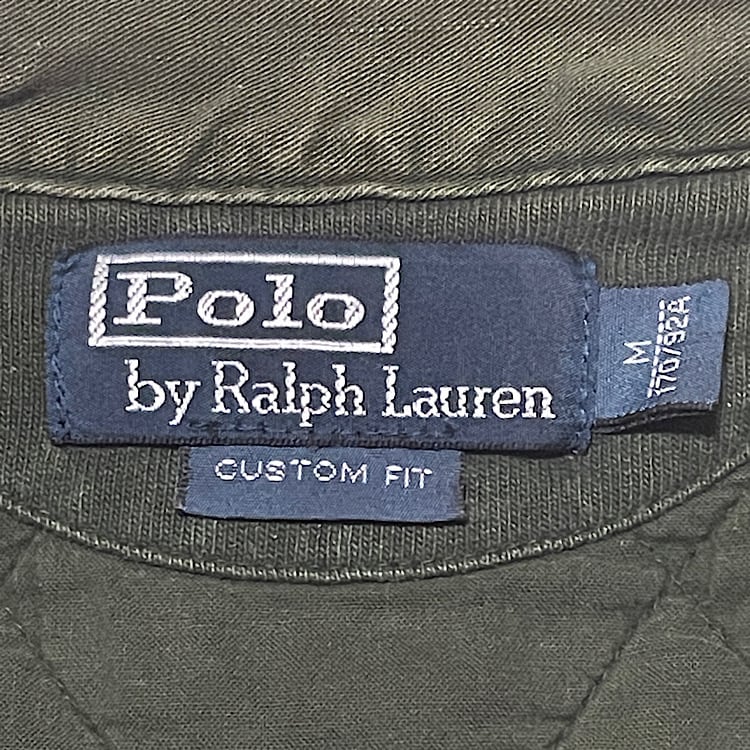 Polo
by Ralph Lauren
CUSTOM FIT
M
170/92A